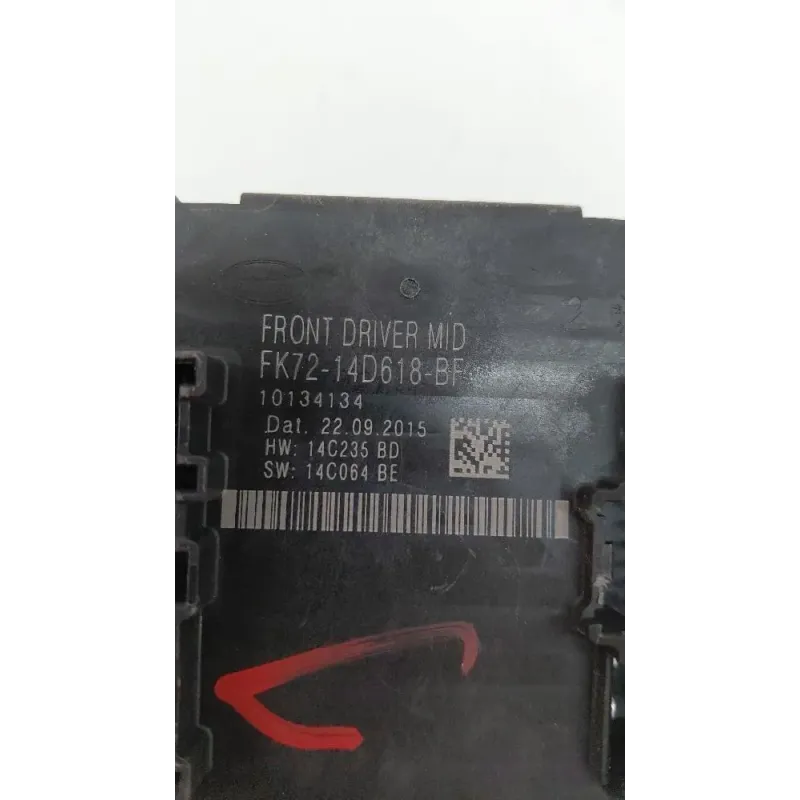 FRONT DRIVER MID
FK72-14D618-BF
10134134
Dat. 22.09.2015
HW: 14C235 BD
SW: 14C064 BE